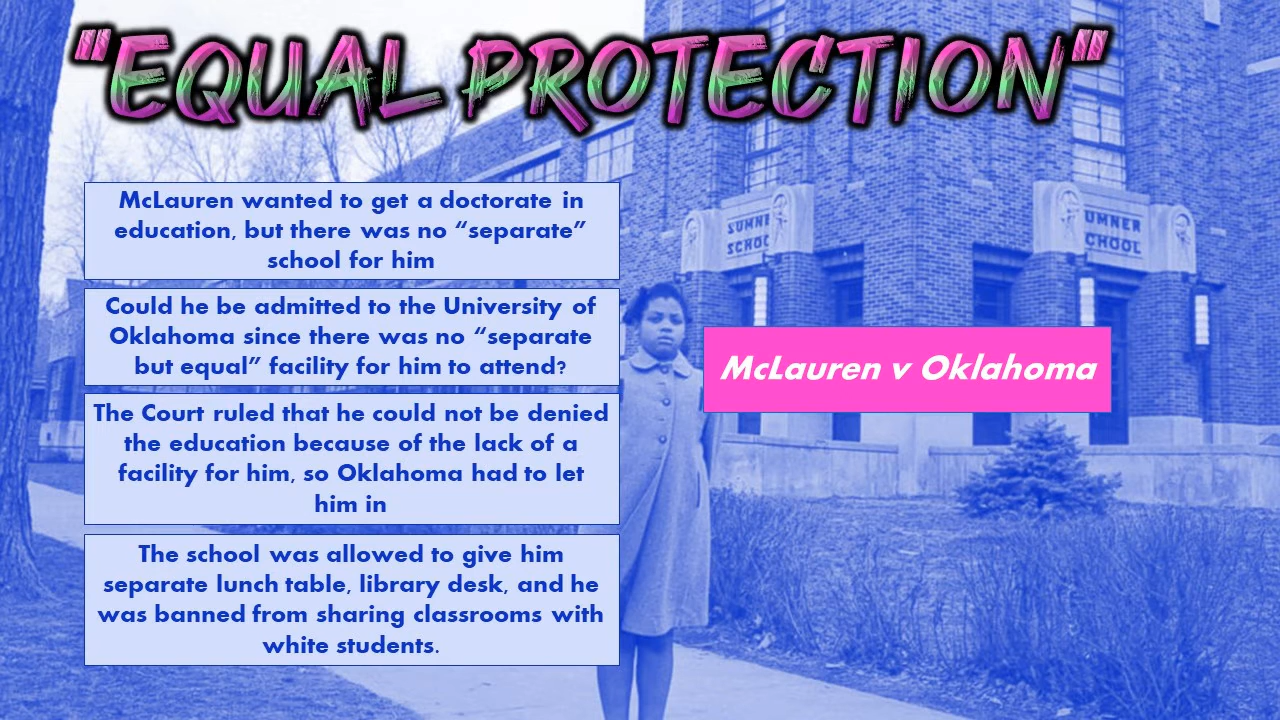 "EQUAL PROTECTION"
McLauren wanted to get a doctorate in
education, but there was no “separate”
school for him
Could he be admitted to the University of
Oklahoma since there was no “separate
but equal” facility for him to attend?
The Court ruled that he could not be denied
the education because of the lack of a
facility for him, so Oklahoma had to let
him in
The school was allowed to give him
separate lunch table, library desk, and he
was banned from sharing classrooms with
white students.
McLauren v Oklahoma
SUMNE
SCHOOL
UMNER
CHOOL